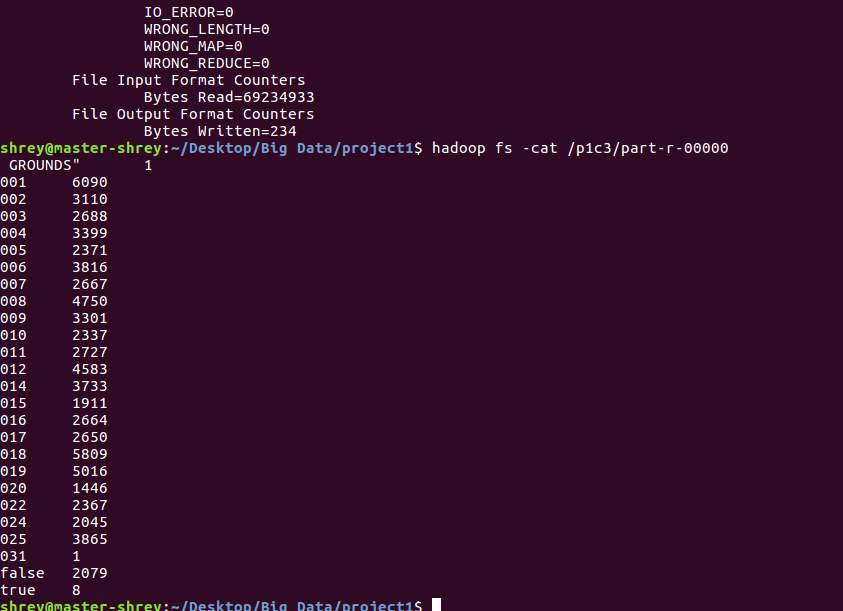 IO_ERROR=0
WRONG_LENGTH=0
WRONG_MAP=0
WRONG_REDUCE=0
File Input Format Counters
Bytes Read=69234933
File Output Format Counters
Bytes Written=234
shrey@master-shrey:~/Desktop/Big Data/project1$ hadoop fs -cat /p1c3/part-r-00000
GROUNDS" 1
001 6090
002 3110
003 2688
004 3399
005 2371
006 3816
007 2667
008 4750
009 3301
010 2337
011 2727
012 4583
014 3733
015 1911
016 2664
017 2650
018 5809
019 5016
020 1446
022 2367
024 2045
025 3865
031 1
false 2079
true 8
shrey@master-shrey:~/Desktop/Big Data/project1$